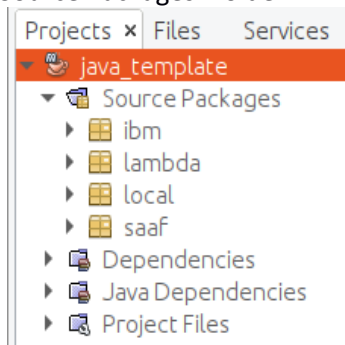 Projects × Files Services
java_template
Source Packages
ibm
lambda
local
saaf
Dependencies
Java Dependencies
Project Files